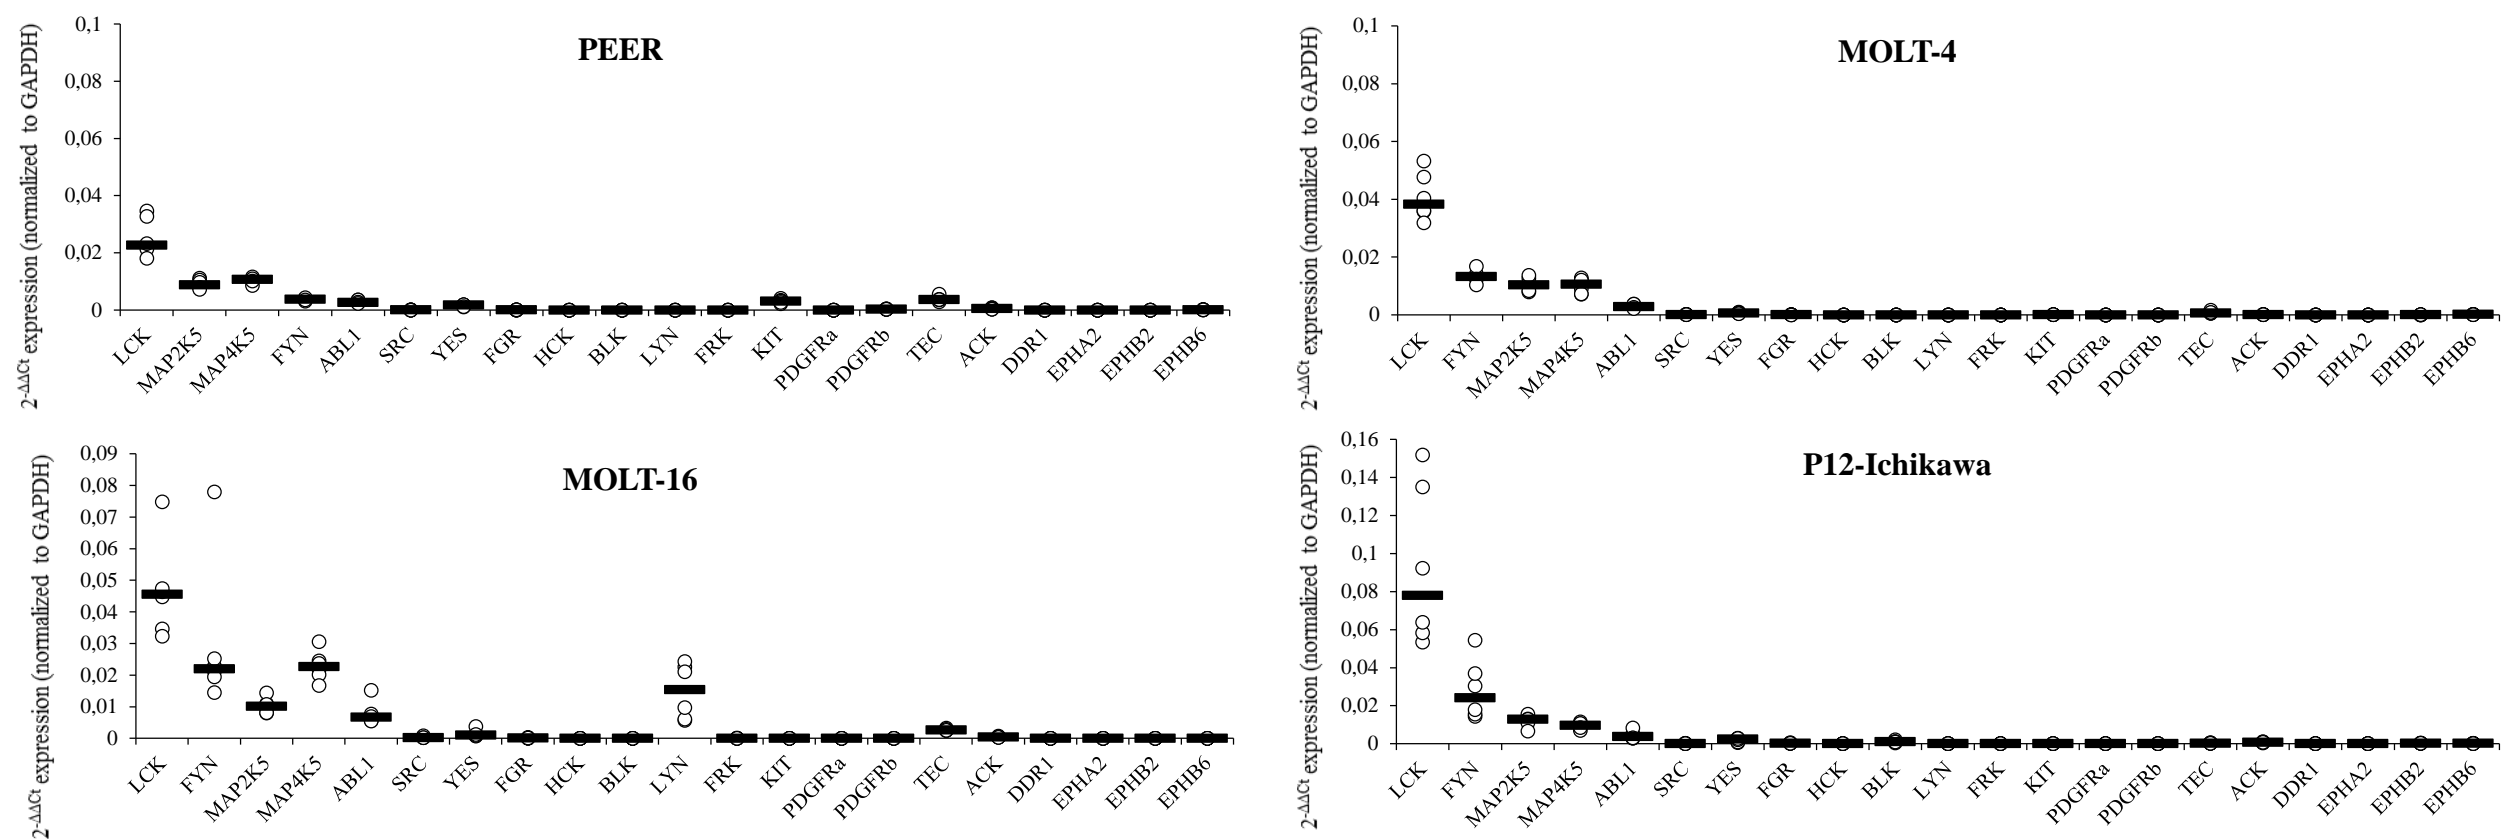 PEER
2-ΔΔCt expression (normalized to GAPDH)
0,1
0,08
0,06
0,04
0,02
0
LCK MAP2K5 MAP4K5 FYN ABL1 SRC YES FGR HCK BLK LYN FRK KIT PDGFRa PDGFRb TEC ACK DDR1 EPHA2 EPHB2 EPHB6
MOLT-4
2-ΔΔCt expression (normalized to GAPDH)
0,1
0,08
0,06
0,04
0,02
0
LCK FYN MAP2K5 MAP4K5 ABL1 SRC YES FGR HCK BLK LYN FRK KIT PDGFRa PDGFRb TEC ACK DDR1 EPHA2 EPHB2 EPHB6
MOLT-16
2-ΔΔCt expression (normalized to GAPDH)
0,09
0,08
0,07
0,06
0,05
0,04
0,03
0,02
0,01
0
LCK FYN MAP2K5 MAP4K5 ABL1 SRC YES FGR HCK BLK LYN FRK KIT PDGFRa PDGFRb TEC ACK DDR1 EPHA2 EPHB2 EPHB6
P12-Ichikawa
2-ΔΔCt expression (normalized to GAPDH)
0,16
0,14
0,12
0,1
0,08
0,06
0,04
0,02
0
LCK FYN MAP2K5 MAP4K5 ABL1 SRC YES FGR HCK BLK LYN FRK KIT PDGFRa PDGFRb TEC ACK DDR1 EPHA2 EPHB2 EPHB6